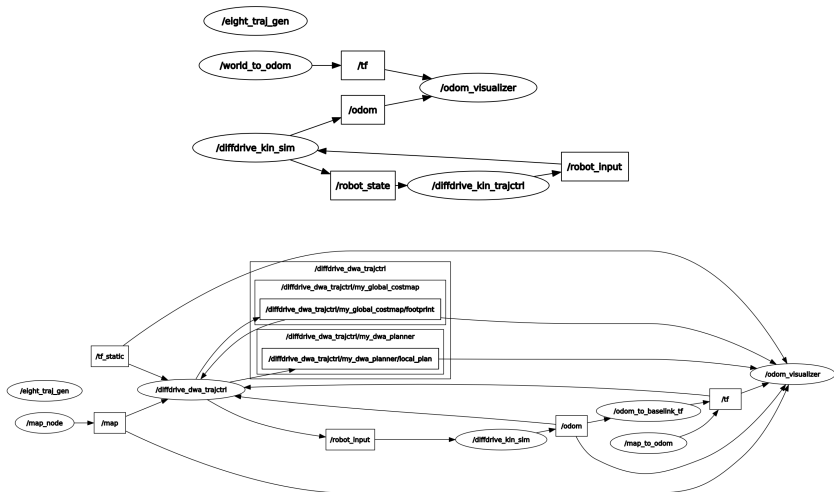 /eight_traj_gen
/world_to_odom
/tf
/odom_visualizer
/odom
/diffdrive_kin_sim
/robot_input
/robot_state
/diffdrive_kin_trajctrl
/diffdrive_dwa_trajctrl
/diffdrive_dwa_trajctrl/my_global_costmap
/diffdrive_dwa_trajctrl/my_global_costmap/footprint
/diffdrive_dwa_trajctrl/my_dwa_planner
/diffdrive_dwa_trajctrl/my_dwa_planner/local_plan
/tf_static
/odom_visualizer
/eight_traj_gen
/diffdrive_dwa_trajctrl
/tf
/odom_to_baselink_tf
/map_node
/map
/odom
/robot_input
/diffdrive_kin_sim
/map_to_odom